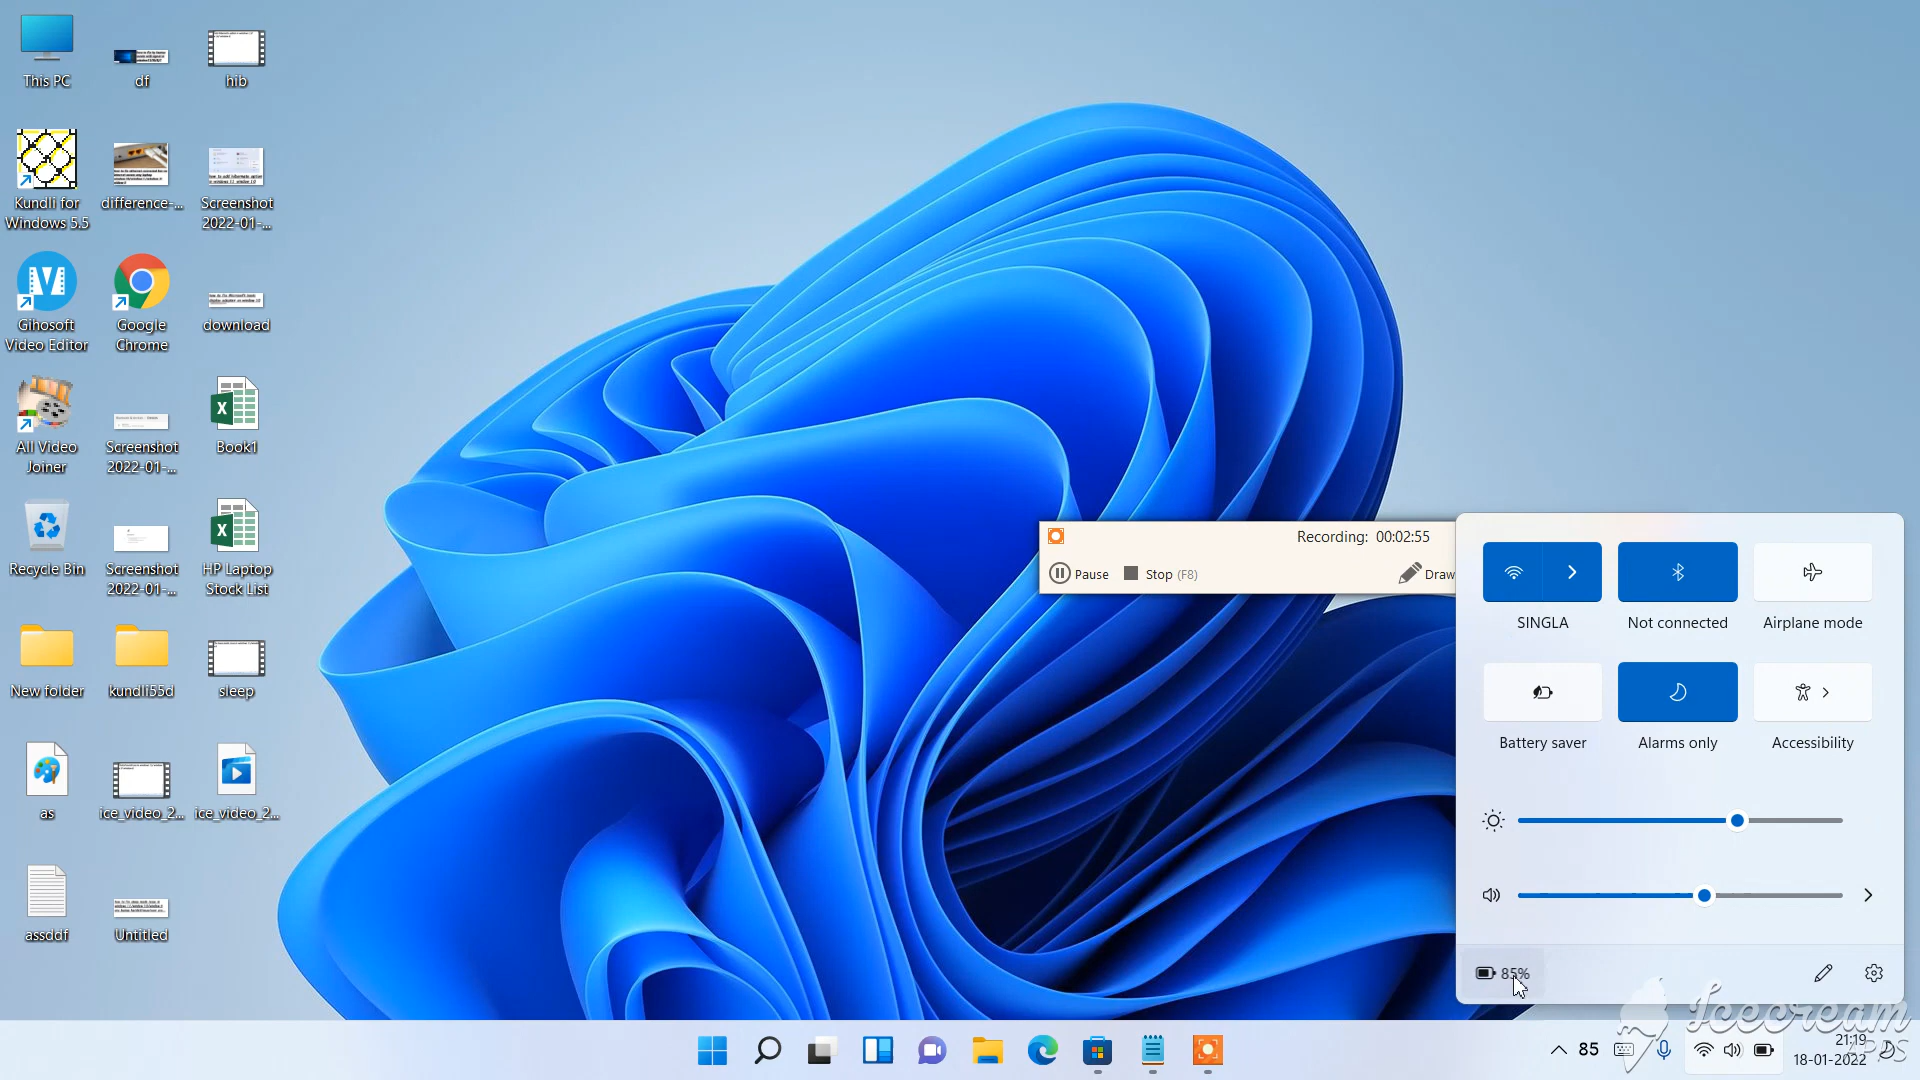 This PC
df
hib
Kundli for
Windows 5.5
difference-...
Screenshot
2022-01-...
Gihosoft
Video Editor
Google
Chrome
download
All Video
Joiner
Screenshot
2022-01-...
Book1
Recycle Bin
Screenshot
2022-01-...
HP Laptop
Stock List
New folder
kundli55d
sleep
as
ice_video_2...
ice_video_2...
assddf
Untitled
Recording: 00:02:55
Pause
Stop (F8)
Draw
SINGLA
Not connected
Airplane mode
Battery saver
Alarms only
Accessibility
85%
85
21:19
18-01-2022
Icecream
APPS